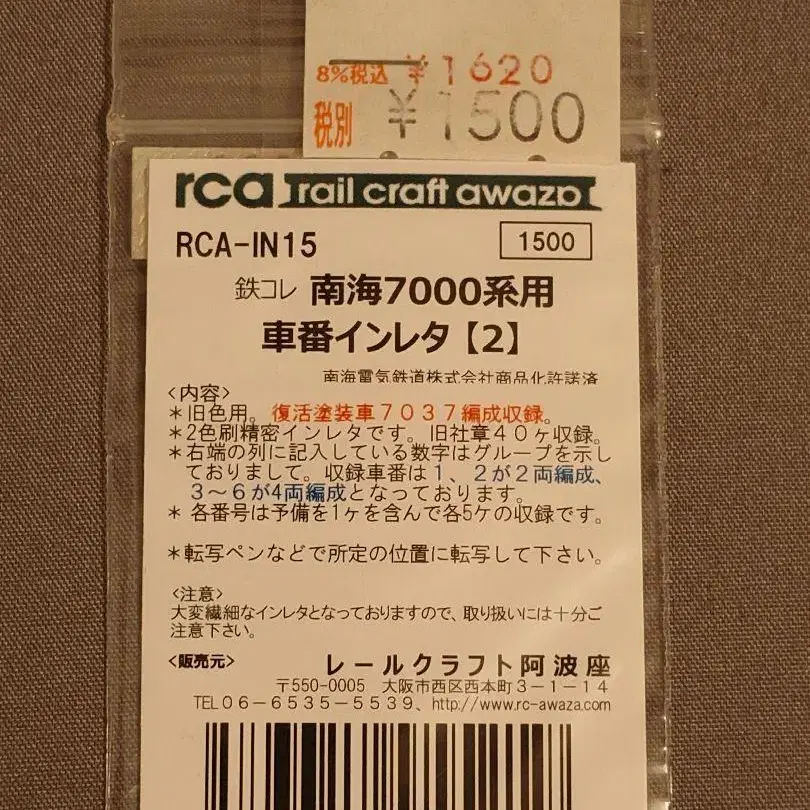 8%税込 ¥1620
税別 ¥1500
rca rail craft awaza
RCA-IN15
1500
鉄コレ 南海7000系用
車番インレタ【2】
南海電気鉄道株式会社商品化許諾済
<内容>
*旧色用。復活塗装車7037編成収録。
*2色刷精密インレタです。旧社章40ヶ収録。
*右端の列に記入している数字はグループを示し
ておりまして。収録車番は1、2が2両編成、
3～6が4両編成となっております。
* 各番号は予備を1ヶを含んで各5ケの収録です。
*転写ペンなどで所定の位置に転写して下さい。
<注意>
大変繊細なインレタとなっておりますので、取り扱いには十分ご
注意下さい。
<販売元> レールクラフト阿波座
〒550-0005 大阪市西区西本町3-1-14
TEL06-6535-5539、http://www.rc-awaza.com